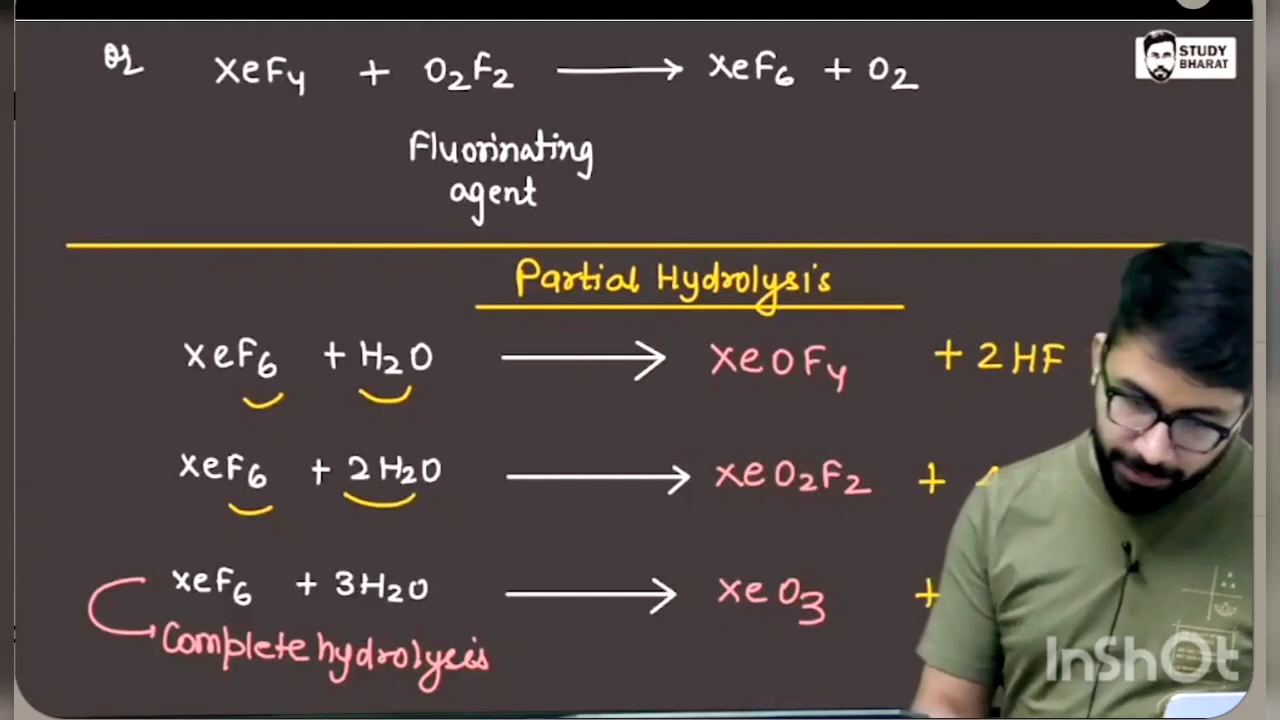 or XeF4 + O2F2 ⟶ XeF6 + O2
STUDY
BHARAT
Fluorinating
agent
Partial Hydrolysis
XeF6 + H2O ⟶ XeOF4 + 2HF
XeF6 + 2H2O ⟶ XeO2F2 +
XeF6 + 3H2O ⟶ XeO3 +
Complete hydrolysis
InShOt